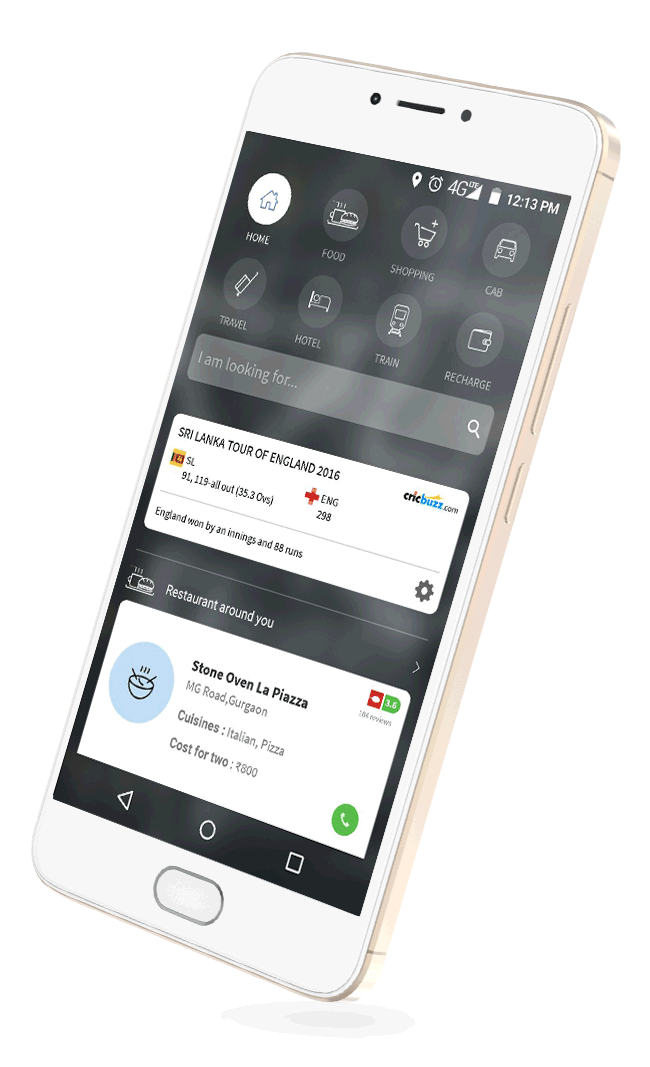 4G LTE 12:13 PM
HOME
FOOD
SHOPPING
CAB
TRAVEL
HOTEL
TRAIN
RECHARGE
I am looking for...
SRI LANKA TOUR OF ENGLAND 2016
SL
91, 119-all out (35.3 Ovs)
ENG
298
cricbuzz.com
England won by an innings and 88 runs
Restaurant around you
Stone Oven La Piazza
MG Road,Gurgaon
Cuisines : Italian, Pizza
Cost for two : ₹800
3.6
104 reviews